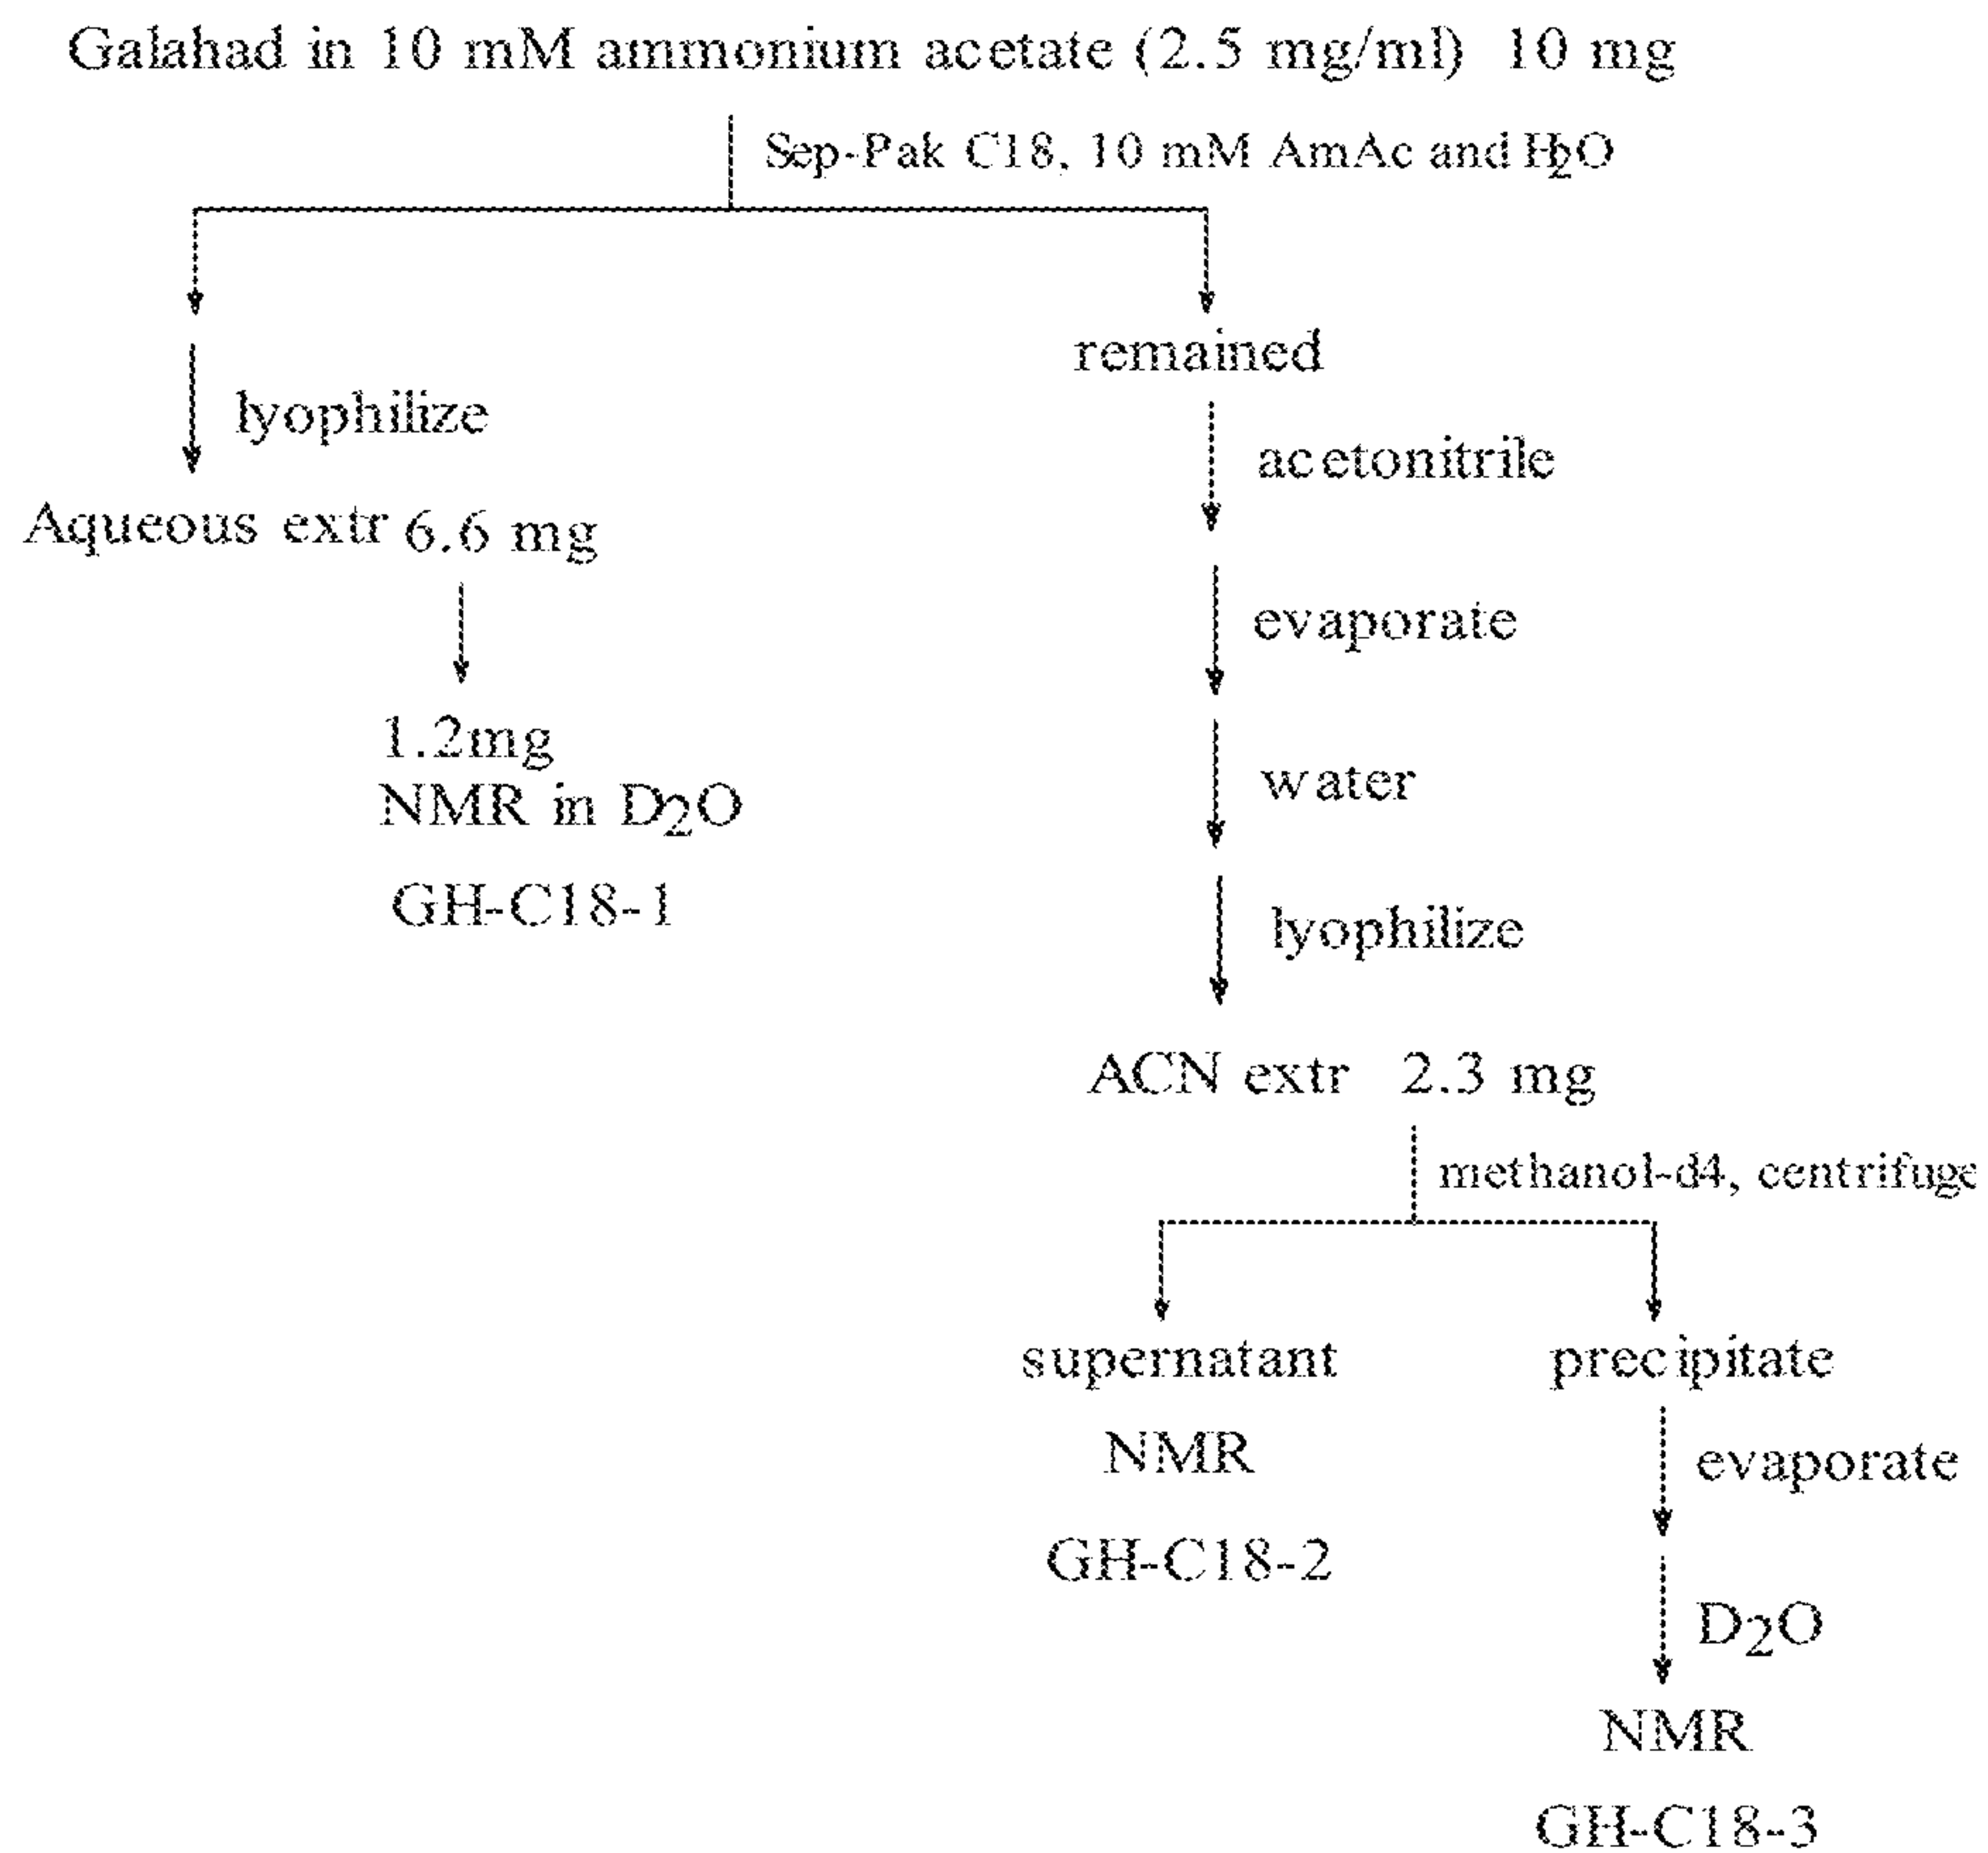 Galahad in 10 mM ammonium acetate (2.5 mg/ml) 10 mg
Sep-Pak C18, 10 mM AmAc and H2O
lyophilize
Aqueous extr 6.6 mg
1.2mg
NMR in D2O
GH-C18-1
remained
acetonitrile
evaporate
water
lyophilize
ACN extr 2.3 mg
methanol-d4, centrifuge
supernatant
NMR
GH-C18-2
precipitate
evaporate
D2O
NMR
GH-C18-3